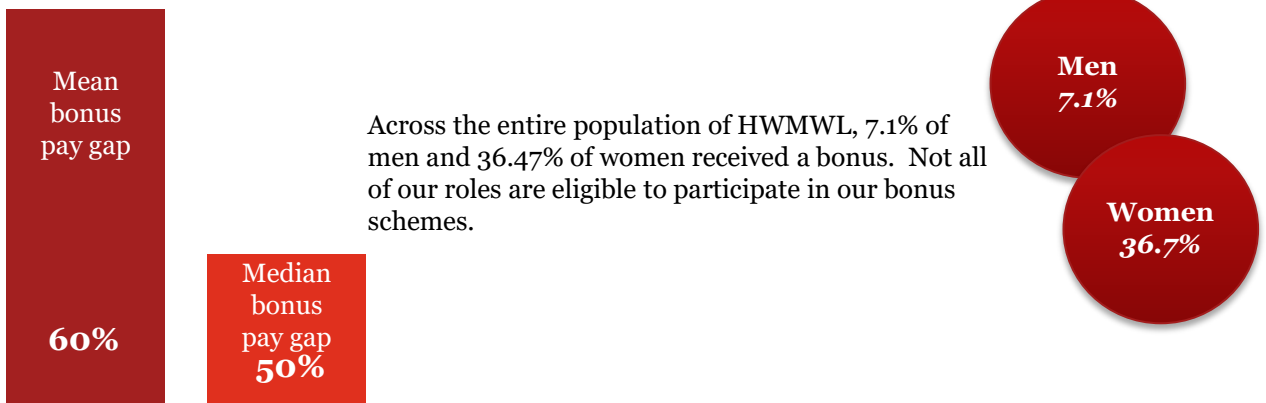 Mean
bonus
pay gap
60%
Median
bonus
pay gap
50%
Across the entire population of HWMWL, 7.1% of
men and 36.47% of women received a bonus.  Not all
of our roles are eligible to participate in our bonus
schemes.
Men
7.1%
Women
36.7%